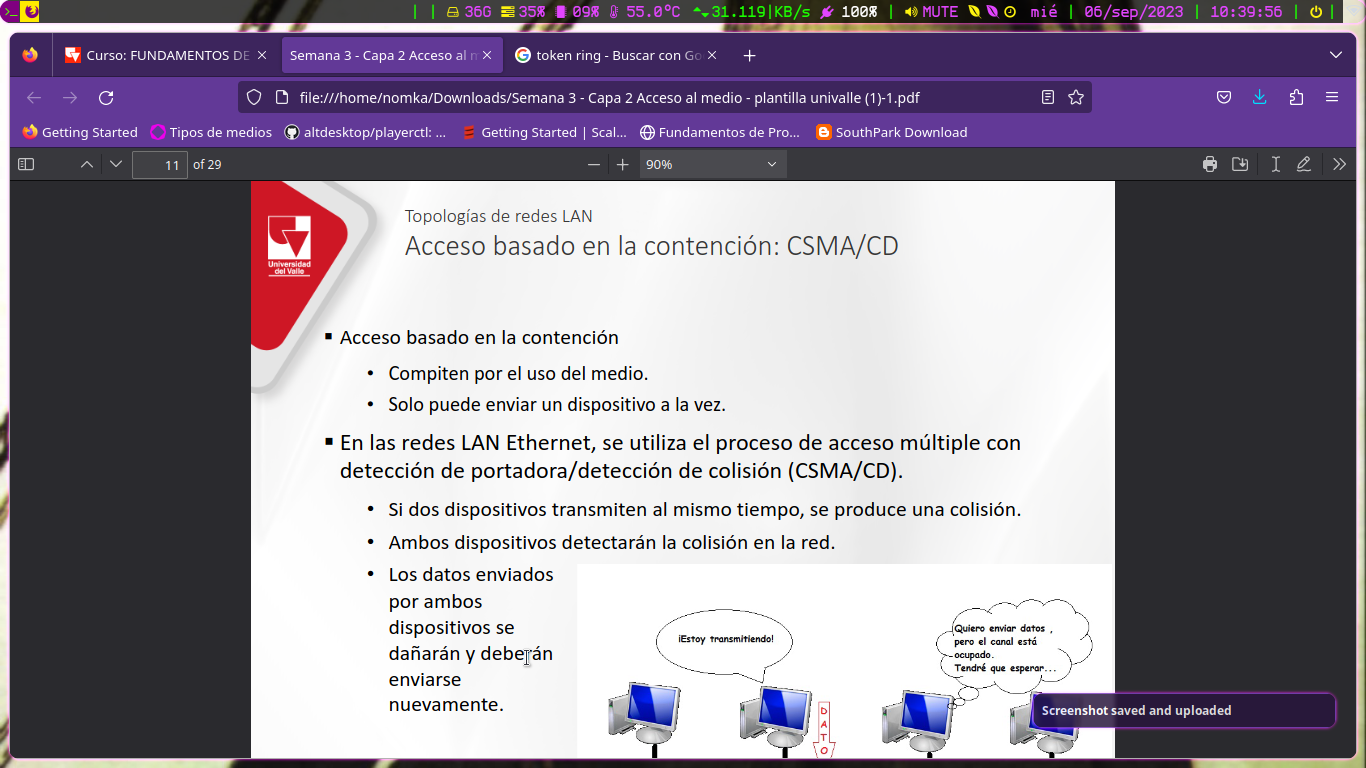 36G 35% 09% 55.0°C 31.119|KB/s 100% MUTE mié | 06/sep/2023 | 10:39:56
Curso: FUNDAMENTOS DE
Semana 3 - Capa 2 Acceso al m
token ring - Buscar con Go
file:///home/nomka/Downloads/Semana 3 - Capa 2 Acceso al medio - plantilla univalle (1)-1.pdf
Getting Started Tipos de medios altdesktop/playerctl: ... Getting Started | Scal... Fundamentos de Pro... SouthPark Download
11 of 29 90%
Universidad
del Valle
Topologías de redes LAN
Acceso basado en la contención: CSMA/CD
▪ Acceso basado en la contención
• Compiten por el uso del medio.
• Solo puede enviar un dispositivo a la vez.
▪ En las redes LAN Ethernet, se utiliza el proceso de acceso múltiple con
detección de portadora/detección de colisión (CSMA/CD).
• Si dos dispositivos transmiten al mismo tiempo, se produce una colisión.
• Ambos dispositivos detectarán la colisión en la red.
• Los datos enviados
por ambos
dispositivos se
dañarán y deberán
enviarse
nuevamente.
¡Estoy transmitiendo!
Quiero enviar datos ,
pero el canal está
ocupado.
Tendré que esperar...
D
A
T
O
Screenshot saved and uploaded